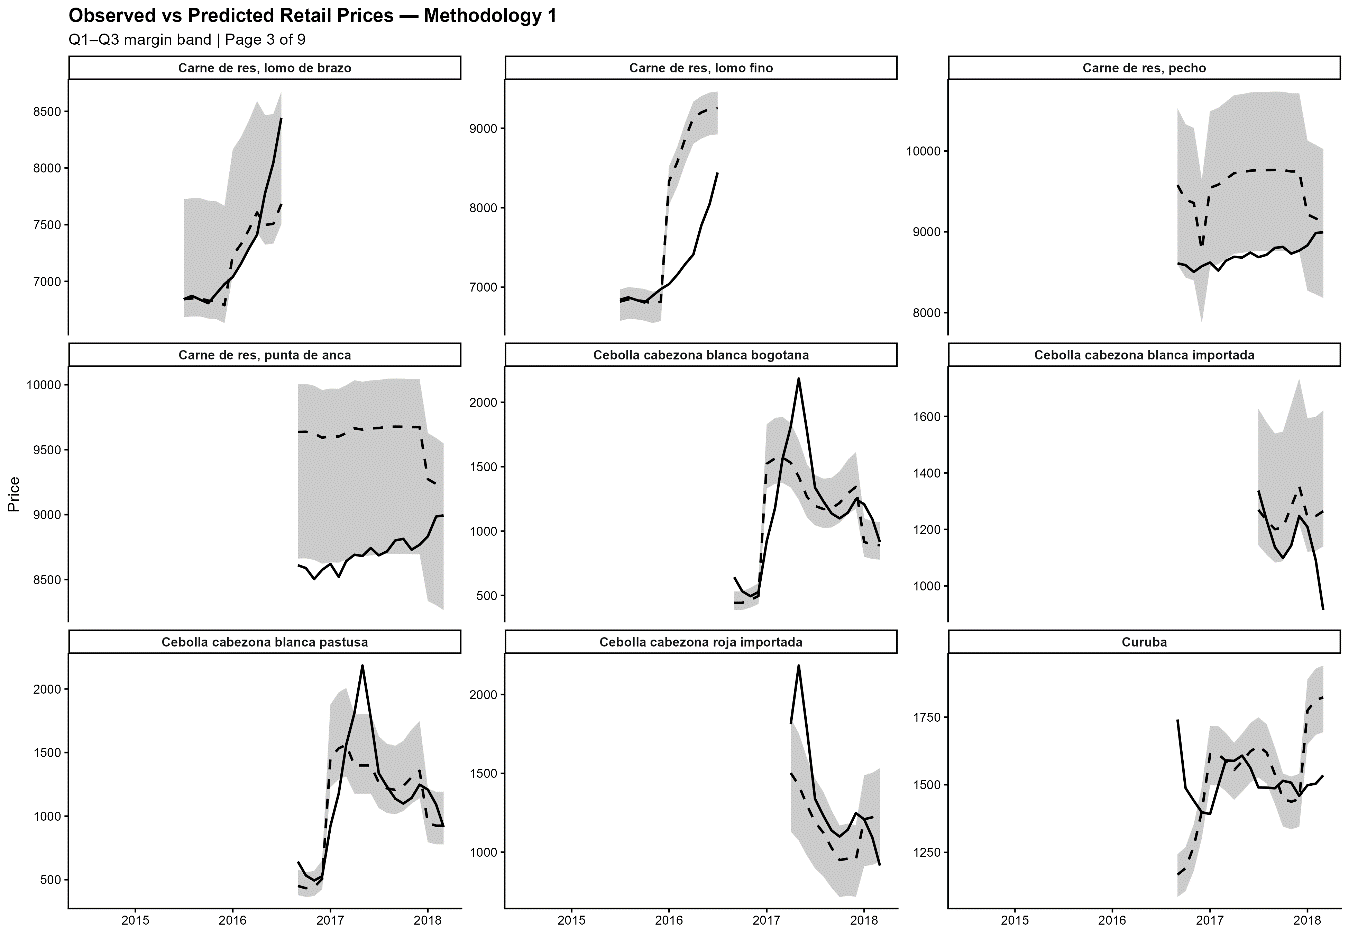 Observed vs Predicted Retail Prices — Methodology 1
Q1–Q3 margin band | Page 3 of 9
Carne de res, lomo de brazo
Carne de res, lomo fino
Carne de res, pecho
8500
8000
7500
7000
9000
8000
7000
10000
9000
8000
Carne de res, punta de anca
Cebolla cabezona blanca bogotana
Cebolla cabezona blanca importada
10000
9500
9000
8500
2000
1500
1000
500
1600
1400
1200
1000
Price
Cebolla cabezona blanca pastusa
Cebolla cabezona roja importada
Curuba
2000
1500
1000
500
2000
1500
1000
1750
1500
1250
2015 2016 2017 2018
2015 2016 2017 2018
2015 2016 2017 2018